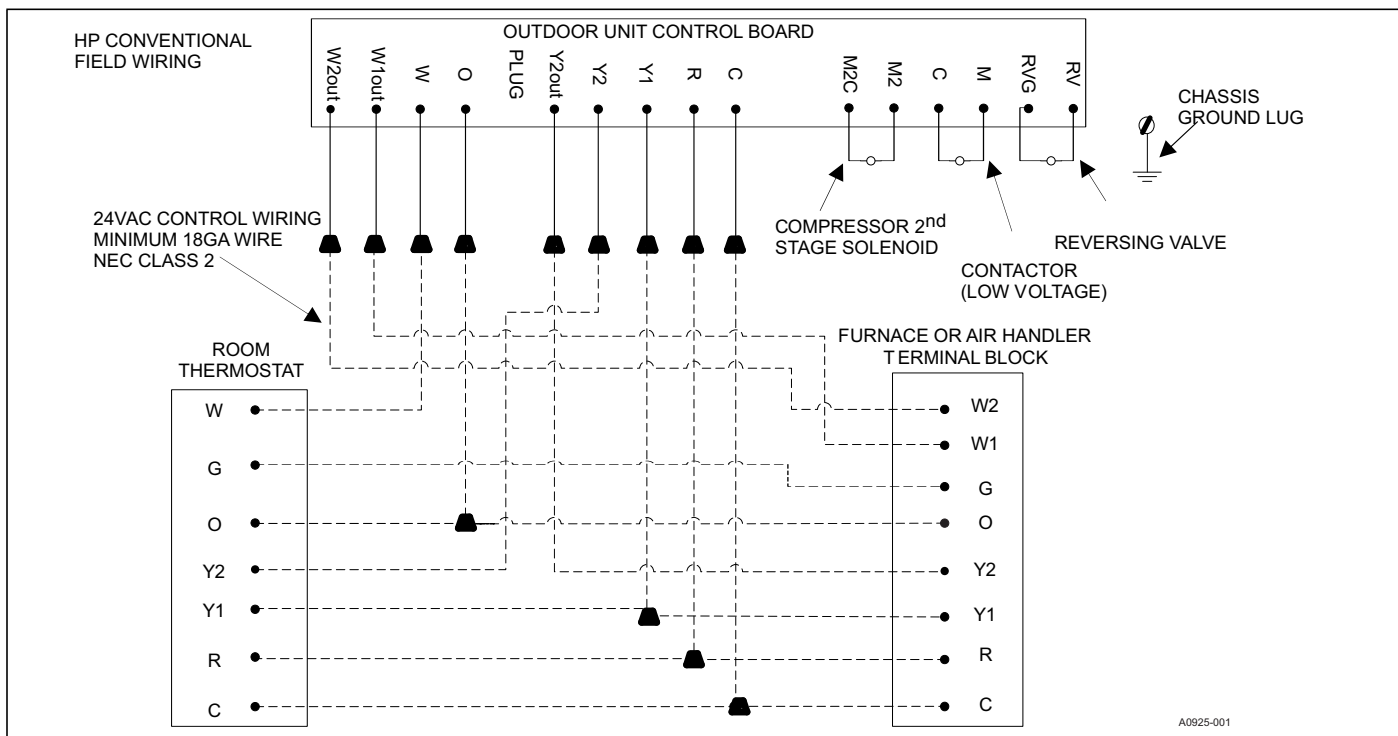 HP CONVENTIONAL
FIELD WIRING
OUTDOOR UNIT CONTROL BOARD
W2out
W1out
W
O
PLUG
Y2out
Y2
Y1
R
C
M2C
M2
C
M
RVG
RV
CHASSIS
GROUND LUG
24VAC CONTROL WIRING
MINIMUM 18GA WIRE
NEC CLASS 2
COMPRESSOR 2nd
STAGE SOLENOID
REVERSING VALVE
CONTACTOR
(LOW VOLTAGE)
ROOM
THERMOSTAT
W
G
O
Y2
Y1
R
C
FURNACE OR AIR HANDLER
TERMINAL BLOCK
W2
W1
G
O
Y2
Y1
R
C
A0925-001